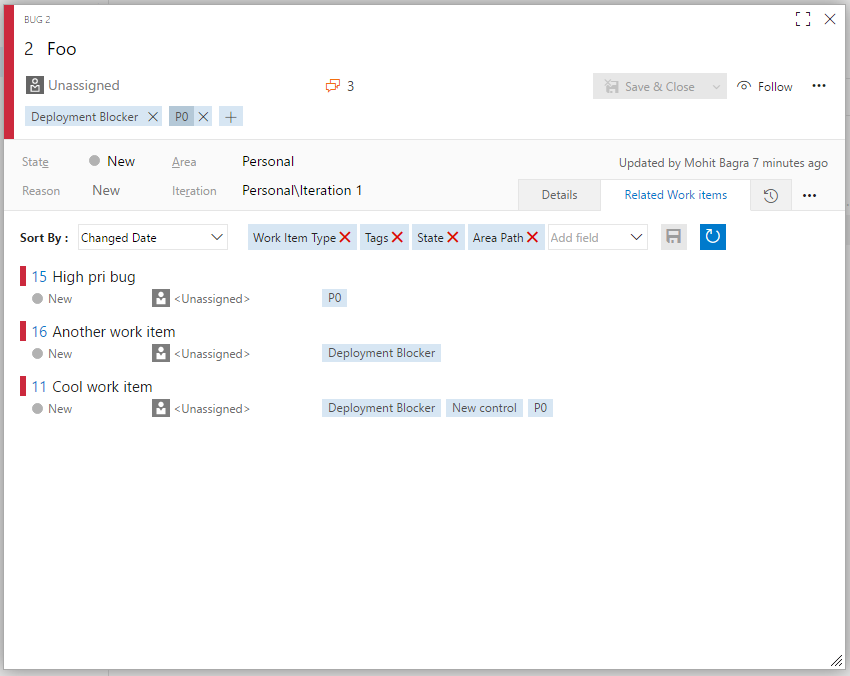 BUG 2
2 Foo
Unassigned 3 Save & Close Follow
Deployment Blocker P0
State New Area Personal Updated by Mohit Bagra 7 minutes ago
Reason New Iteration Personal\Iteration 1
Details Related Work items
Sort By : Changed Date Work Item Type Tags State Area Path Add field
15 High pri bug
New <Unassigned> P0
16 Another work item
New <Unassigned> Deployment Blocker
11 Cool work item
New <Unassigned> Deployment Blocker New control P0